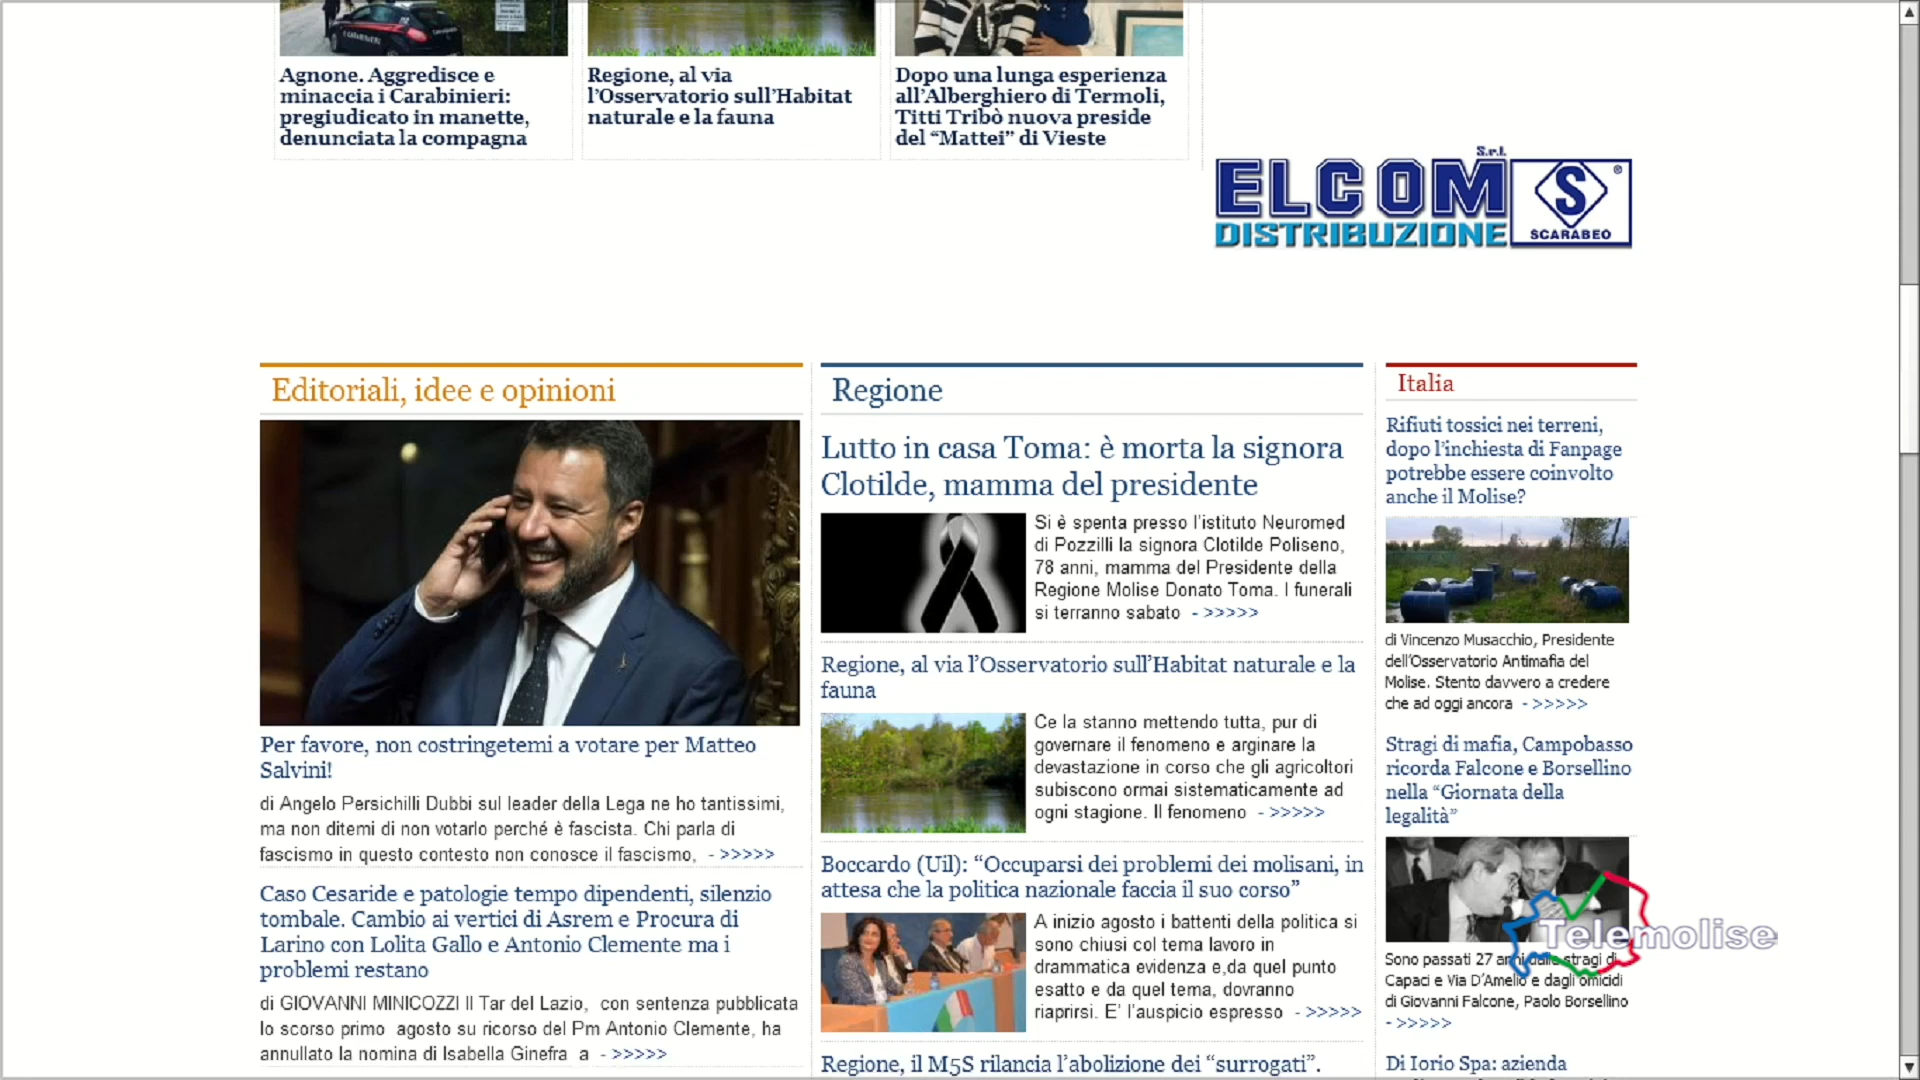 Agnone. Aggredisce e
minaccia i Carabinieri:
pregiudicato in manette,
denunciata la compagna
Regione, al via
l'Osservatorio sull'Habitat
naturale e la fauna
Dopo una lunga esperienza
all'Alberghiero di Termoli,
Titti Tribò nuova preside
del “Mattei” di Vieste
S.r.l.
ELCOM
DISTRIBUZIONE
S ®
SCARABEO
Editoriali, idee e opinioni
Per favore, non costringetemi a votare per Matteo
Salvini!
di Angelo Persichilli Dubbi sul leader della Lega ne ho tantissimi,
ma non ditemi di non votarlo perché è fascista. Chi parla di
fascismo in questo contesto non conosce il fascismo, - >>>>>
Caso Cesaride e patologie tempo dipendenti, silenzio
tombale. Cambio ai vertici di Asrem e Procura di
Larino con Lolita Gallo e Antonio Clemente ma i
problemi restano
di GIOVANNI MINICOZZI Il Tar del Lazio, con sentenza pubblicata
lo scorso primo agosto su ricorso del Pm Antonio Clemente, ha
annullato la nomina di Isabella Ginefra a - >>>>>
Regione
Lutto in casa Toma: è morta la signora
Clotilde, mamma del presidente
Si è spenta presso l'istituto Neuromed
di Pozzilli la signora Clotilde Poliseno,
78 anni, mamma del Presidente della
Regione Molise Donato Toma. I funerali
si terranno sabato - >>>>>
Regione, al via l'Osservatorio sull'Habitat naturale e la
fauna
Ce la stanno mettendo tutta, pur di
governare il fenomeno e arginare la
devastazione in corso che gli agricoltori
subiscono ormai sistematicamente ad
ogni stagione. Il fenomeno - >>>>>
Boccardo (Uil): “Occuparsi dei problemi dei molisani, in
attesa che la politica nazionale faccia il suo corso”
A inizio agosto i battenti della politica si
sono chiusi col tema lavoro in
drammatica evidenza e,da quel punto
esatto e da quel tema, dovranno
riaprirsi. E' l'auspicio espresso - >>>>>
Regione, il M5S rilancia l'abolizione dei “surrogati”.
Italia
Rifiuti tossici nei terreni,
dopo l'inchiesta di Fanpage
potrebbe essere coinvolto
anche il Molise?
di Vincenzo Musacchio, Presidente
dell'Osservatorio Antimafia del
Molise. Stento davvero a credere
che ad oggi ancora - >>>>>
Stragi di mafia, Campobasso
ricorda Falcone e Borsellino
nella “Giornata della
legalità”
Telemolise
Sono passati 27 anni dalle stragi di
Capaci e Via D'Amelio e dagli omicidi
di Giovanni Falcone, Paolo Borsellino
- >>>>>
Di Iorio Spa: azienda